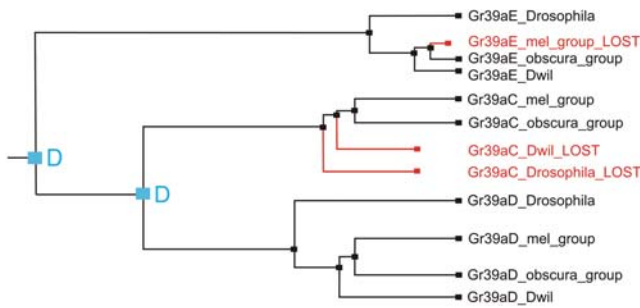 Gr39aE_Drosophila
Gr39aE_mel_group_LOST
Gr39aE_obscura_group
Gr39aE_Dwil
Gr39aC_mel_group
Gr39aC_obscura_group
Gr39aC_Dwil_LOST
D
Gr39aC_Drosophila_LOST
D
Gr39aD_Drosophila
Gr39aD_mel_group
Gr39aD_obscura_group
Gr39aD_Dwil